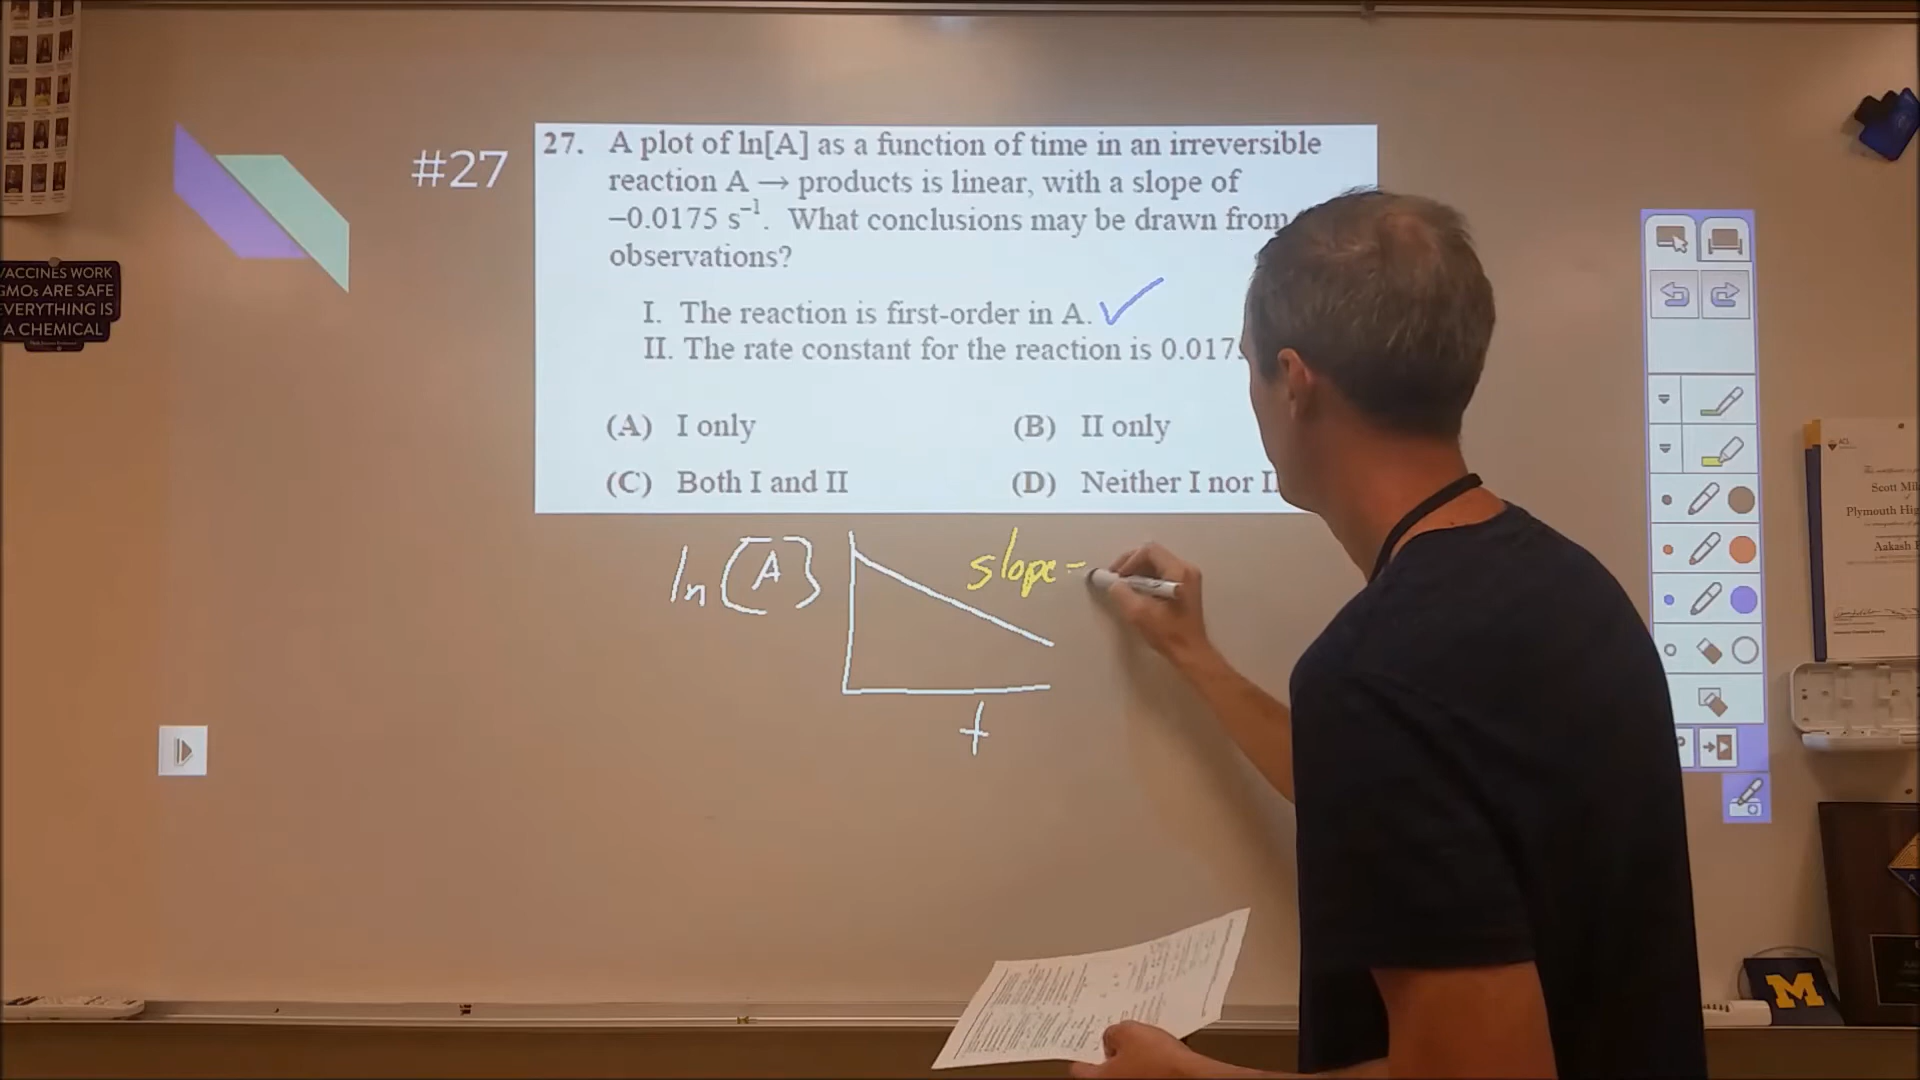 #27
27. A plot of ln[A] as a function of time in an irreversible
reaction A → products is linear, with a slope of
–0.0175 s⁻¹. What conclusions may be drawn from
observations?
I. The reaction is first-order in A. ✓
II. The rate constant for the reaction is 0.0175
(A) I only
(B) II only
(C) Both I and II
(D) Neither I nor II
ln[A]
slope =
t
VACCINES WORK
GMOs ARE SAFE
EVERYTHING IS
A CHEMICAL
Scott Mil
Plymouth Hig
Aakash
M